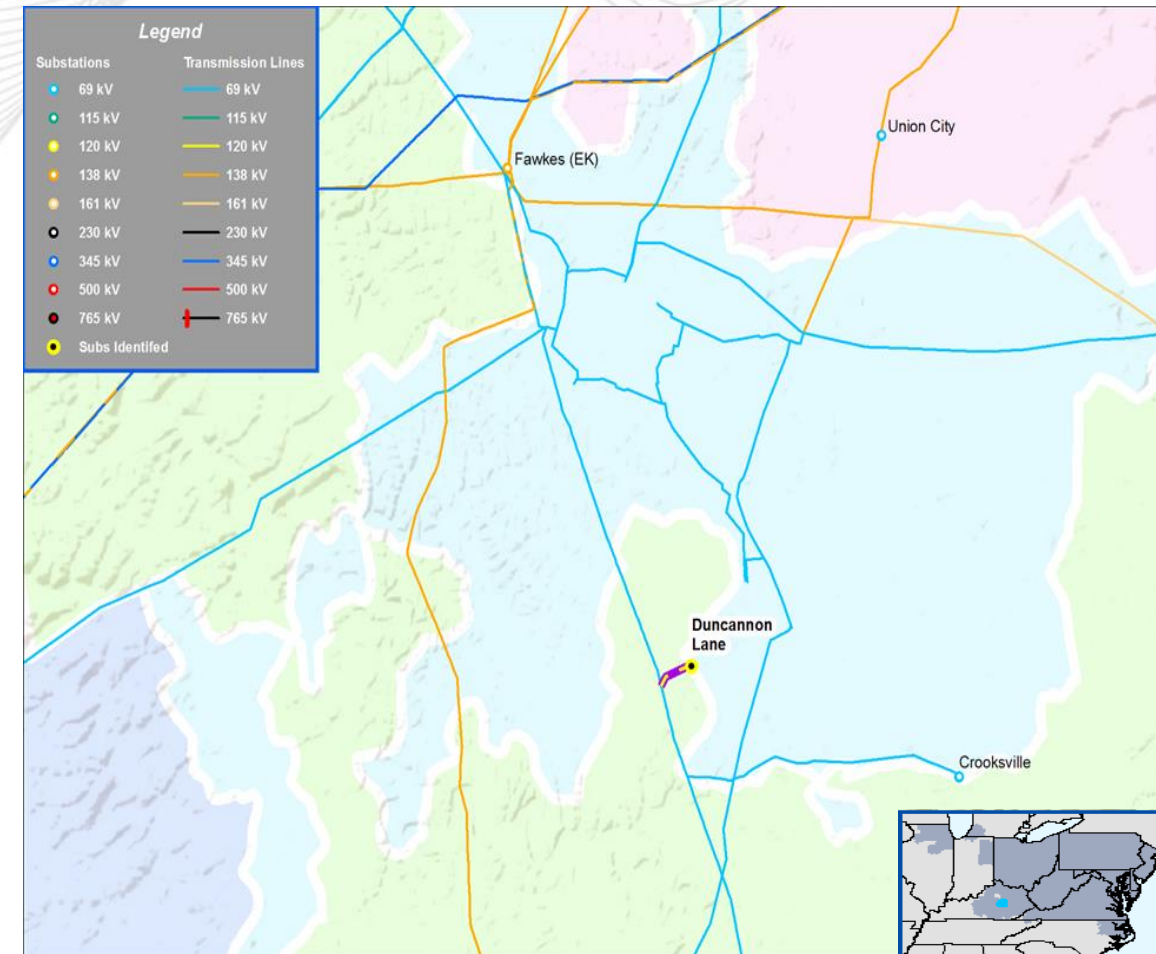 Legend
Substations Transmission Lines
69 kV 69 kV
115 kV 115 kV
120 kV 120 kV
138 kV 138 kV
161 kV 161 kV
230 kV 230 kV
345 kV 345 kV
500 kV 500 kV
765 kV 765 kV
Subs Identifed
Union City
Fawkes (EK)
Duncannon
Lane
Crooksville